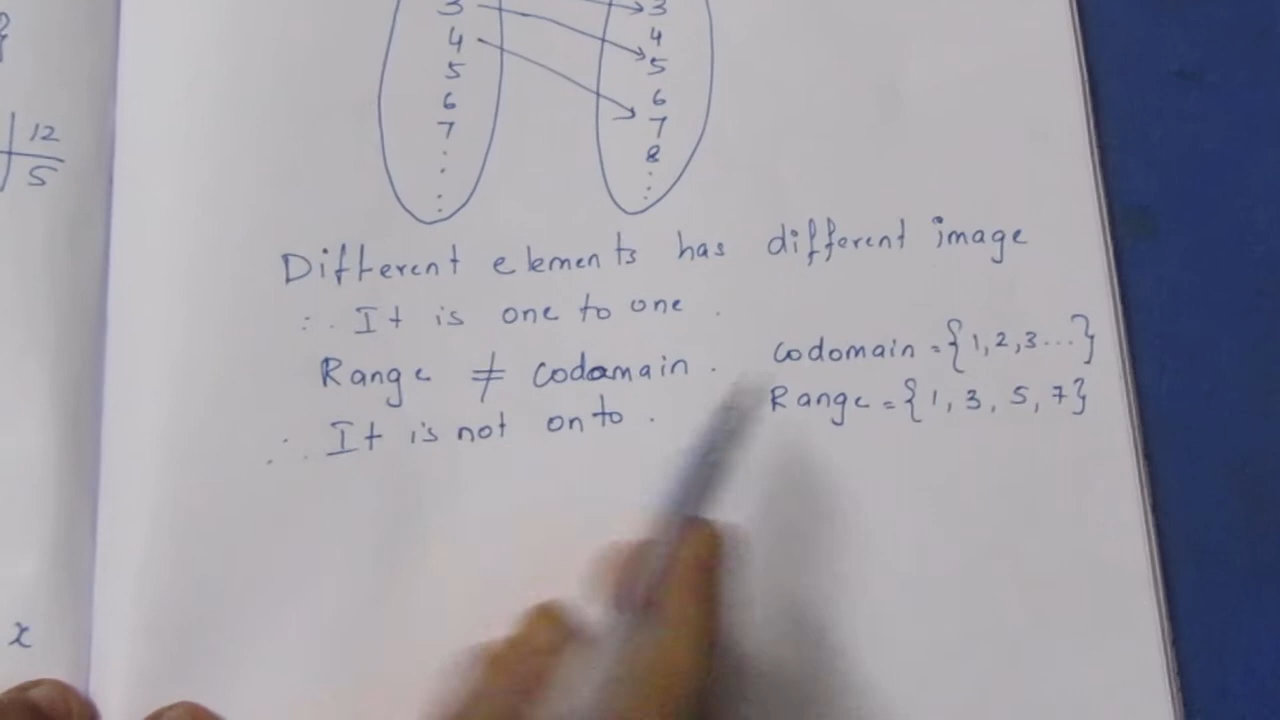 3 3
4 4
5 5
6 6
7 7
. 8
12
5
Different elements has different image
∴ It is one to one.
Range ≠ codomain. codomain = {1, 2, 3...}
∴ It is not onto. Range = {1, 3, 5, 7}
x